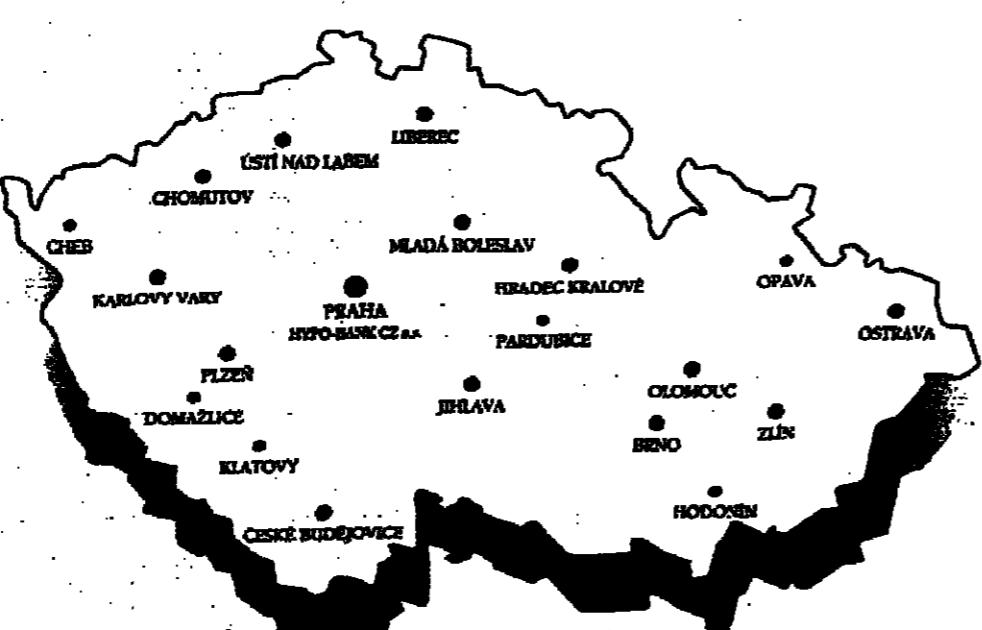 LIBEREC
ÚSTÍ NAD LABEM
CHOMUTOV
CHEB
MLADÁ BOLESLAV
KARLOVY VARY
HRADEC KRALOVÉ
OPAVA
PRAHA
HYPO-BANK CZ a.s.
PARDUBICE
OSTRAVA
PLZEŇ
OLOMOUC
DOMAŽLICE
JIHLAVA
BRNO
ZLÍN
KLATOVY
HODONÍN
ČESKÉ BUDĚJOVICE